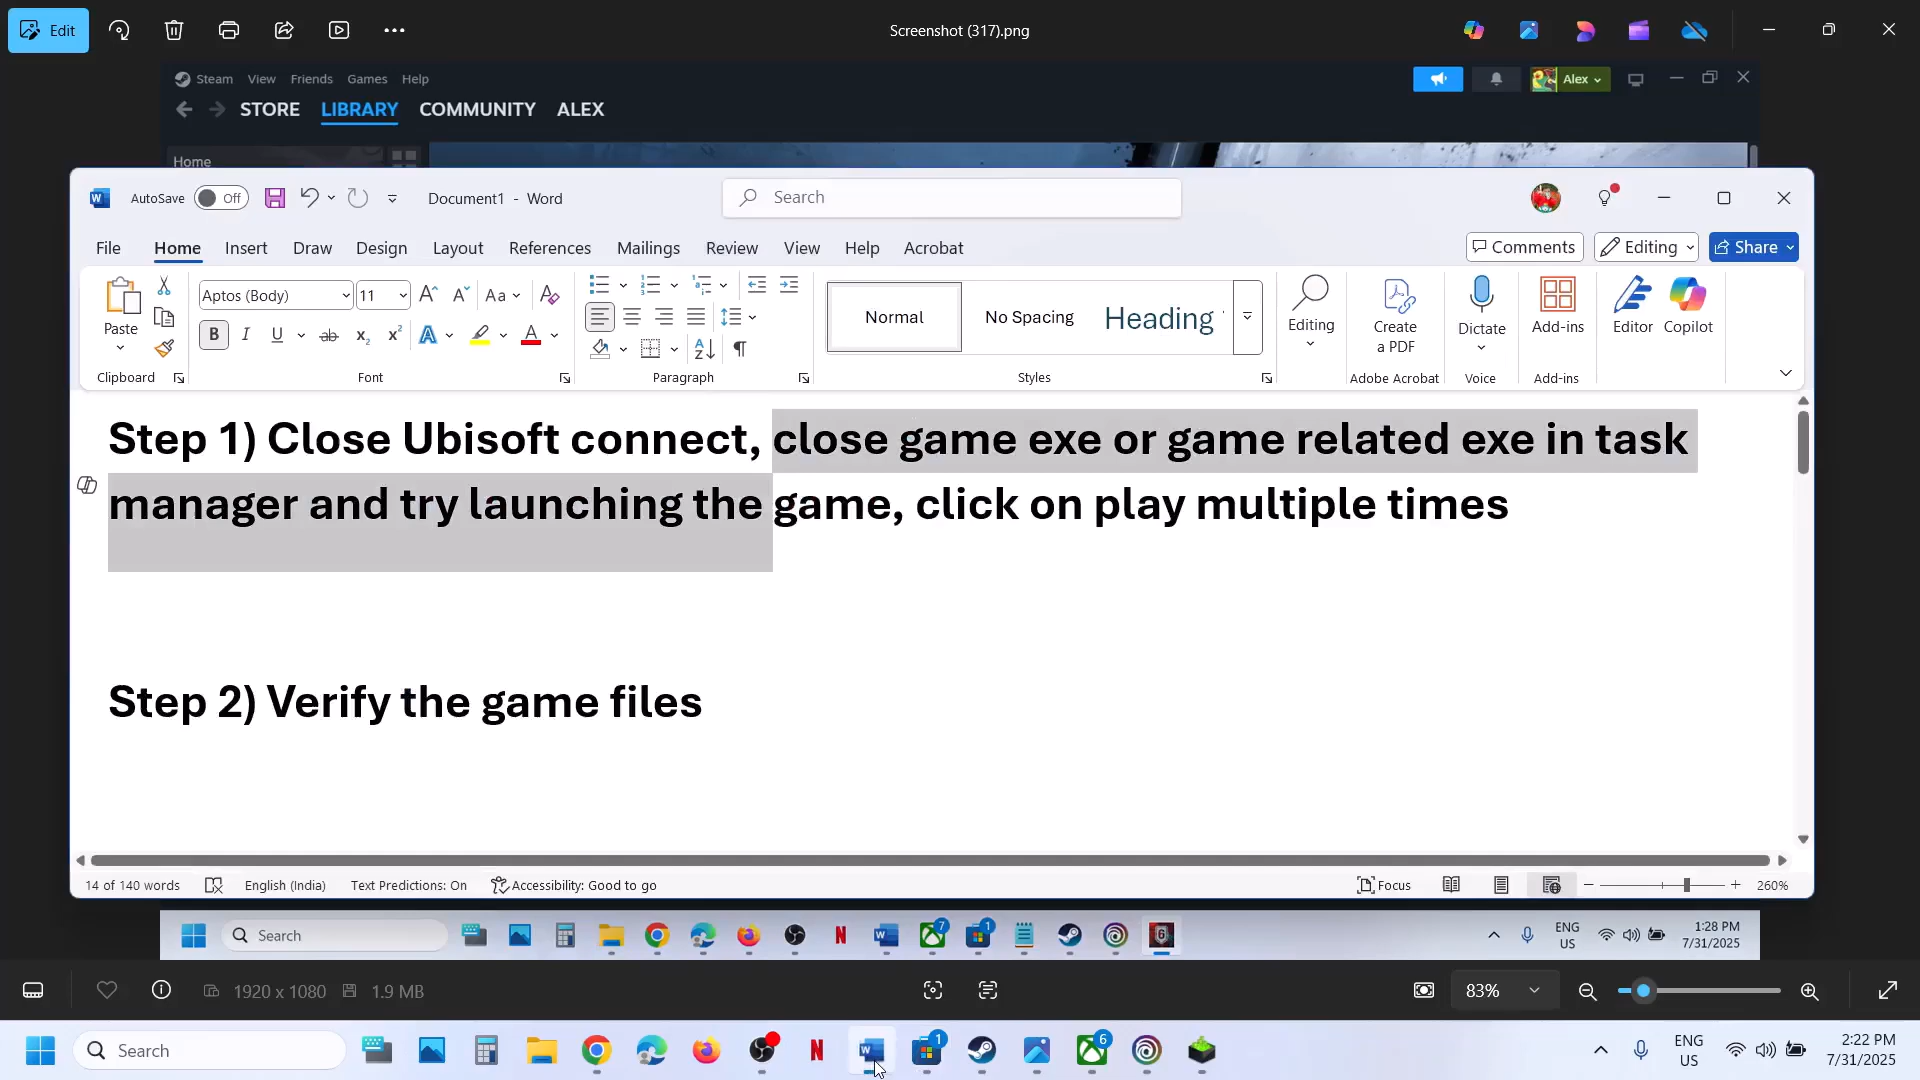 Edit
Screenshot (317).png
Steam View Friends Games Help
Alex
STORE LIBRARY COMMUNITY ALEX
Home
AutoSave Off
Document1 - Word
Search
File Home Insert Draw Design Layout References Mailings Review View Help Acrobat
Comments Editing Share
Paste
Aptos (Body) 11
Normal No Spacing Heading
Editing
Create a PDF
Dictate
Add-ins
Editor
Copilot
Clipboard Font Paragraph Styles Adobe Acrobat Voice Add-ins
Step 1) Close Ubisoft connect, close game exe or game related exe in task
manager and try launching the game, click on play multiple times
Step 2) Verify the game files
14 of 140 words English (India) Text Predictions: On Accessibility: Good to go Focus 260%
Search
7 1
ENG US
1:28 PM
7/31/2025
1920 x 1080 1.9 MB
83%
Search
1 6
ENG US
2:22 PM
7/31/2025